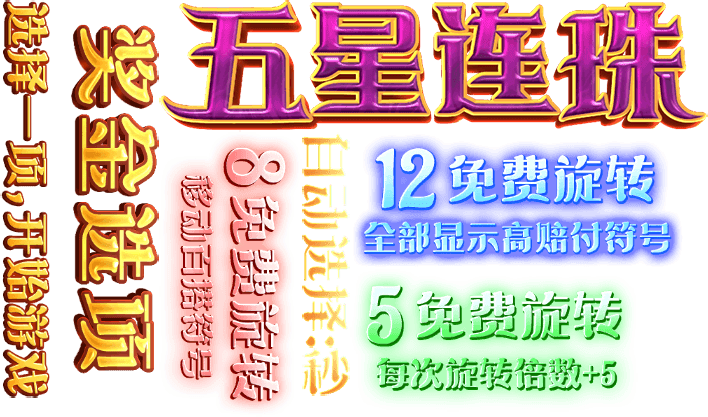 五星连珠
奖金选项
选择一项,开始游戏
12 免费旋转
全部显示高赔付符号
8 免费旋转
移动百搭符号
5 免费旋转
每次旋转倍数+5
自动选择:秒